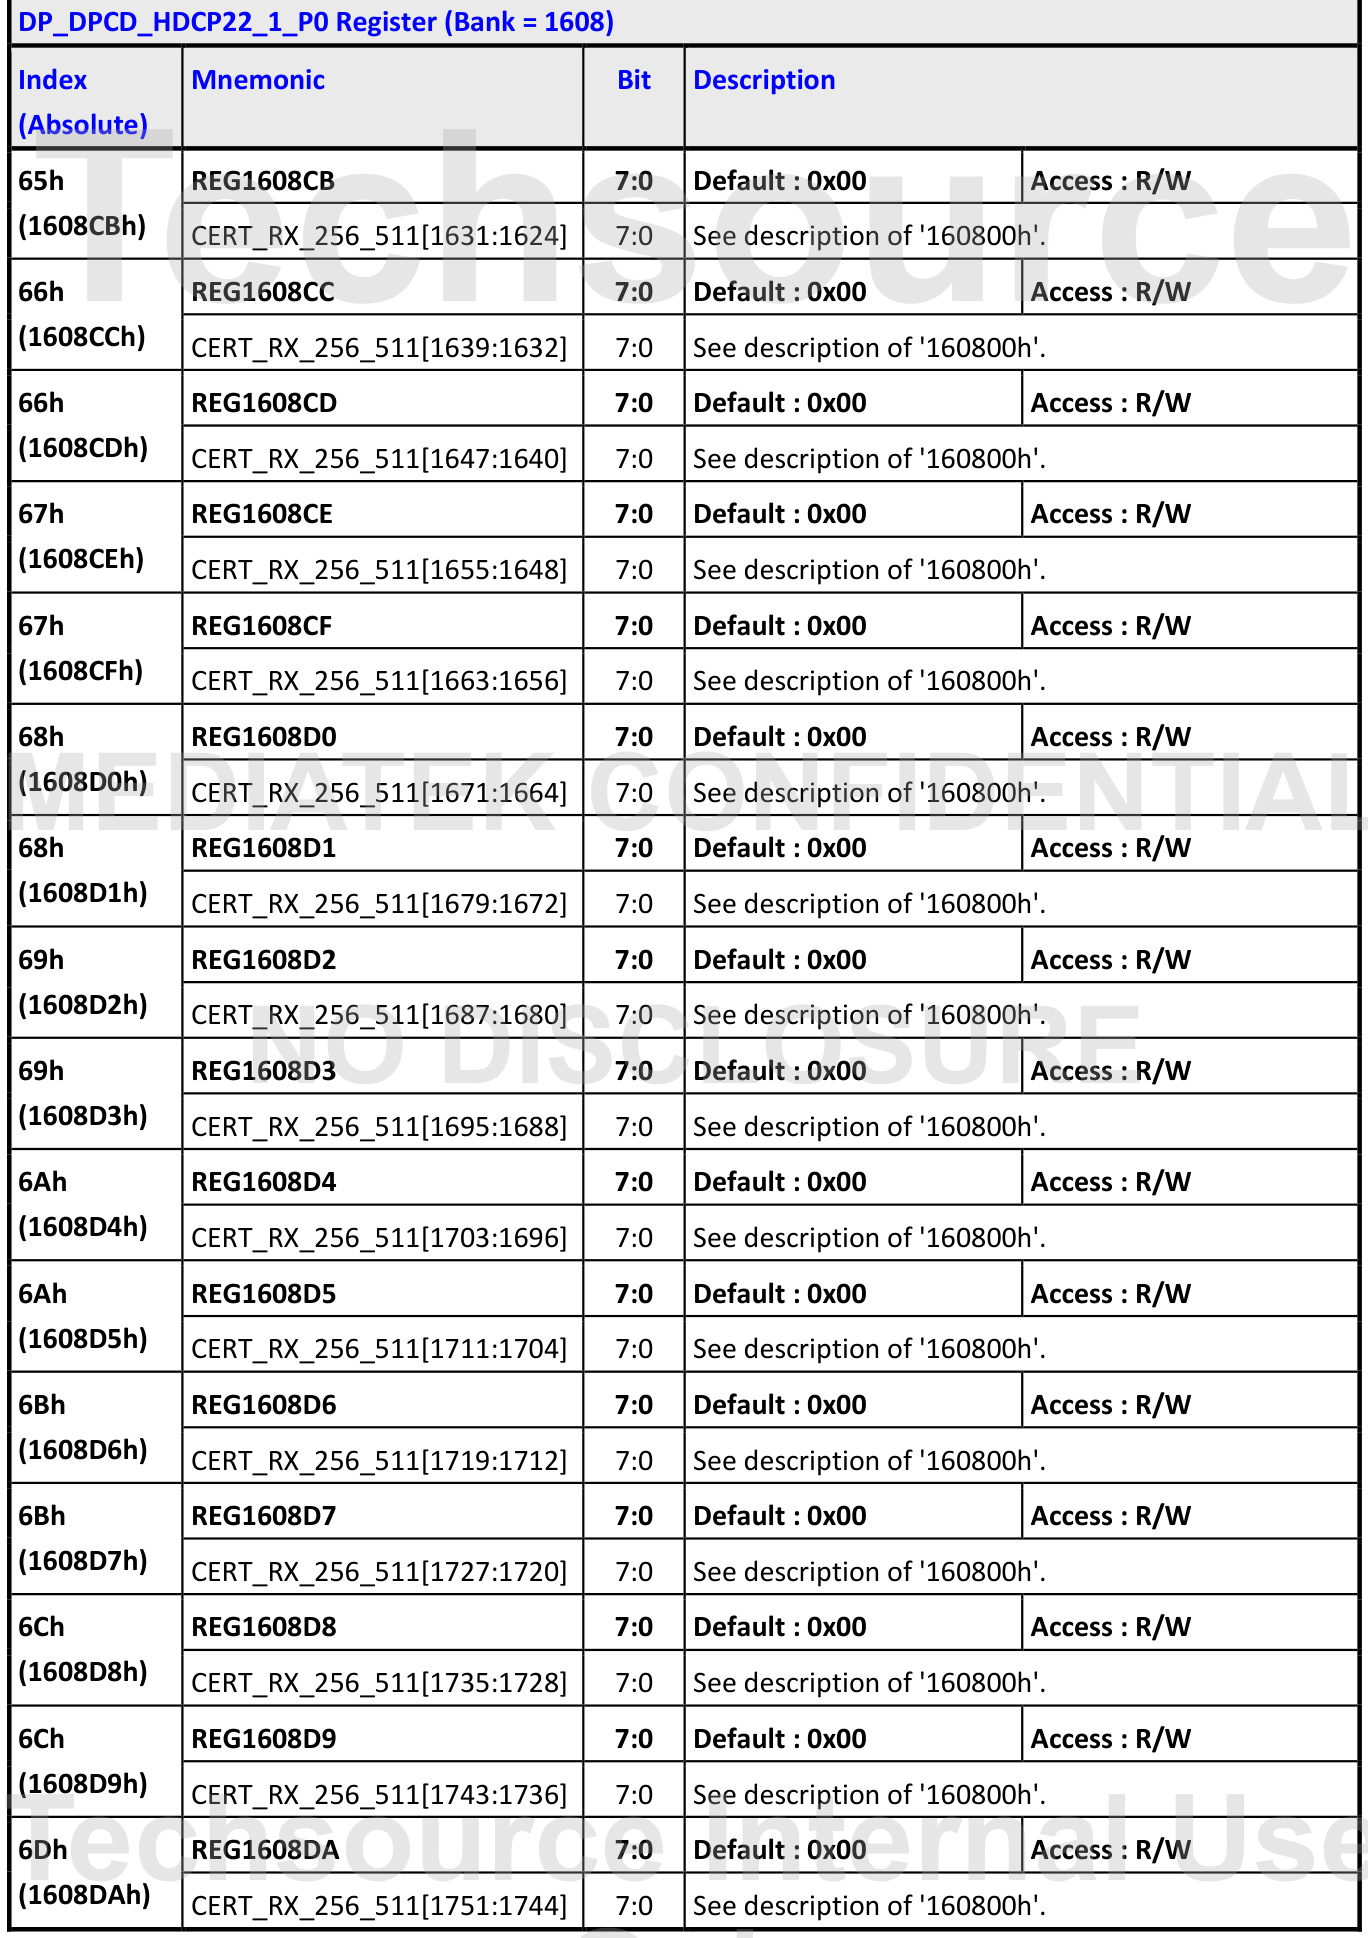 DP_DPCD_HDCP22_1_P0 Register (Bank = 1608)
Index (Absolute) Mnemonic Bit Description
65h (1608CBh) REG1608CB 7:0 Default : 0x00 Access : R/W
CERT_RX_256_511[1631:1624] 7:0 See description of '160800h'.
66h (1608CCh) REG1608CC 7:0 Default : 0x00 Access : R/W
CERT_RX_256_511[1639:1632] 7:0 See description of '160800h'.
66h (1608CDh) REG1608CD 7:0 Default : 0x00 Access : R/W
CERT_RX_256_511[1647:1640] 7:0 See description of '160800h'.
67h (1608CEh) REG1608CE 7:0 Default : 0x00 Access : R/W
CERT_RX_256_511[1655:1648] 7:0 See description of '160800h'.
67h (1608CFh) REG1608CF 7:0 Default : 0x00 Access : R/W
CERT_RX_256_511[1663:1656] 7:0 See description of '160800h'.
68h (1608D0h) REG1608D0 7:0 Default : 0x00 Access : R/W
CERT_RX_256_511[1671:1664] 7:0 See description of '160800h'.
68h (1608D1h) REG1608D1 7:0 Default : 0x00 Access : R/W
CERT_RX_256_511[1679:1672] 7:0 See description of '160800h'.
69h (1608D2h) REG1608D2 7:0 Default : 0x00 Access : R/W
CERT_RX_256_511[1687:1680] 7:0 See description of '160800h'.
69h (1608D3h) REG1608D3 7:0 Default : 0x00 Access : R/W
CERT_RX_256_511[1695:1688] 7:0 See description of '160800h'.
6Ah (1608D4h) REG1608D4 7:0 Default : 0x00 Access : R/W
CERT_RX_256_511[1703:1696] 7:0 See description of '160800h'.
6Ah (1608D5h) REG1608D5 7:0 Default : 0x00 Access : R/W
CERT_RX_256_511[1711:1704] 7:0 See description of '160800h'.
6Bh (1608D6h) REG1608D6 7:0 Default : 0x00 Access : R/W
CERT_RX_256_511[1719:1712] 7:0 See description of '160800h'.
6Bh (1608D7h) REG1608D7 7:0 Default : 0x00 Access : R/W
CERT_RX_256_511[1727:1720] 7:0 See description of '160800h'.
6Ch (1608D8h) REG1608D8 7:0 Default : 0x00 Access : R/W
CERT_RX_256_511[1735:1728] 7:0 See description of '160800h'.
6Ch (1608D9h) REG1608D9 7:0 Default : 0x00 Access : R/W
CERT_RX_256_511[1743:1736] 7:0 See description of '160800h'.
6Dh (1608DAh) REG1608DA 7:0 Default : 0x00 Access : R/W
CERT_RX_256_511[1751:1744] 7:0 See description of '160800h'.
Techsource
MEDIATEK CONFIDENTIAL
NO DISCLOSURE
Techsource Internal Use